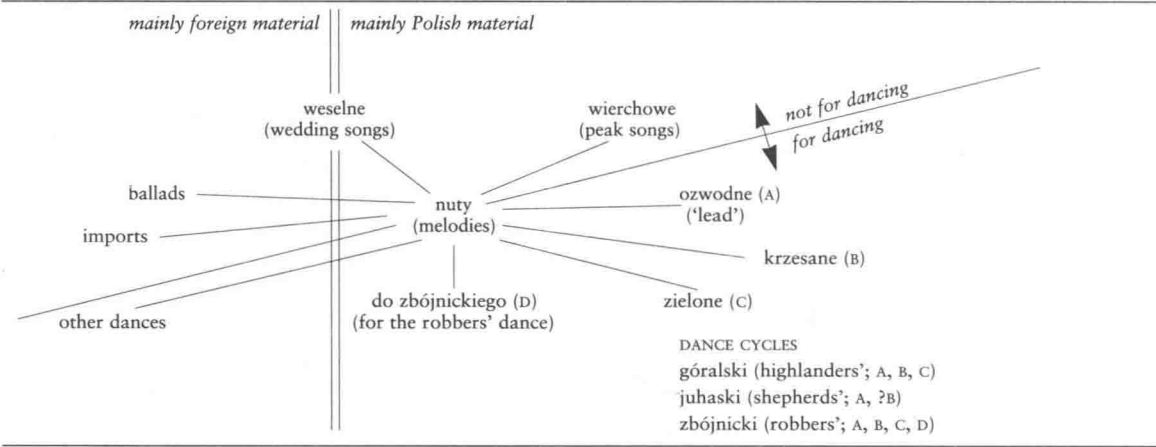 mainly foreign material
mainly Polish material
not for dancing
for dancing
weselne
(wedding songs)
wierchowe
(peak songs)
ballads
nuty
(melodies)
ozwodne (A)
('lead')
imports
krzesane (B)
other dances
do zbójnickiego (D)
(for the robbers' dance)
zielone (C)
DANCE CYCLES
góralski (highlanders'; A, B, C)
juhaski (shepherds'; A, ?B)
zbójnicki (robbers'; A, B, C, D)